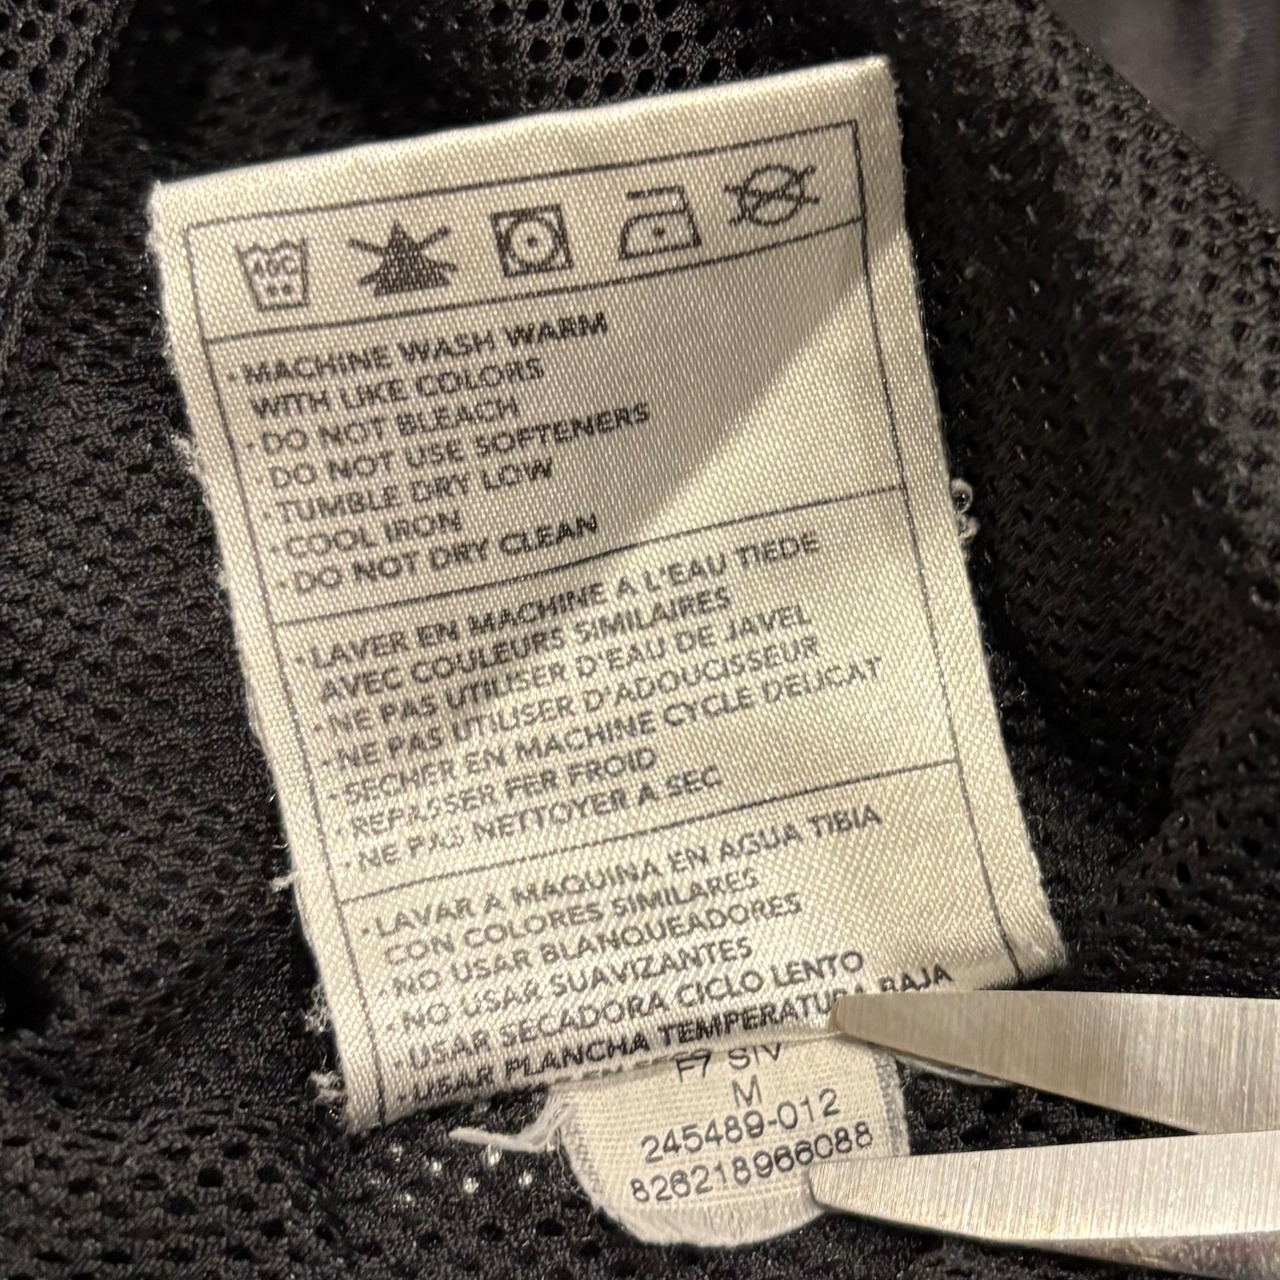 40C
· MACHINE WASH WARM
WITH LIKE COLORS
· DO NOT BLEACH
· DO NOT USE SOFTENERS
· TUMBLE DRY LOW
· COOL IRON
· DO NOT DRY CLEAN
· LAVER EN MACHINE A L'EAU TIEDE
AVEC COULEURS SIMILAIRES
· NE PAS UTILISER D'EAU DE JAVEL
· NE PAS UTILISER D'ADOUCISSEUR
· SECHER EN MACHINE CYCLE DELICAT
· REPASSER FER FROID
· NE PAS NETTOYER A SEC
· LAVAR A MAQUINA EN AGUA TIBIA
CON COLORES SIMILARES
· NO USAR BLANQUEADORES
· NO USAR SUAVIZANTES
· USAR SECADORA CICLO LENTO
· USAR PLANCHA TEMPERATURA BAJA
F7 SIV
M
245489-012
826218966088